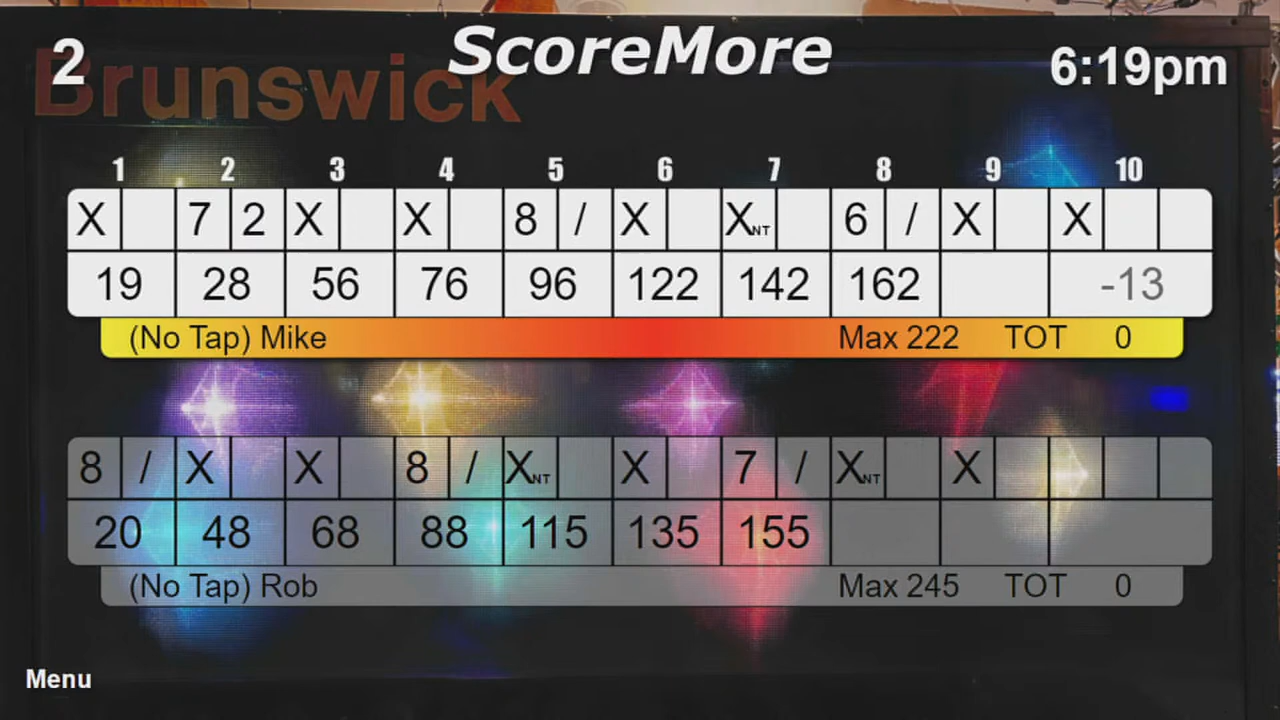 2 ScoreMore 6:19pm
Brunswick
1 2 3 4 5 6 7 8 9 10
X 7 2 X X 8 / X XNT 6 / X X
19 28 56 76 96 122 142 162 -13
(No Tap) Mike Max 222 TOT 0
8 / X X 8 / XNT X 7 / XNT X
20 48 68 88 115 135 155
(No Tap) Rob Max 245 TOT 0
Menu